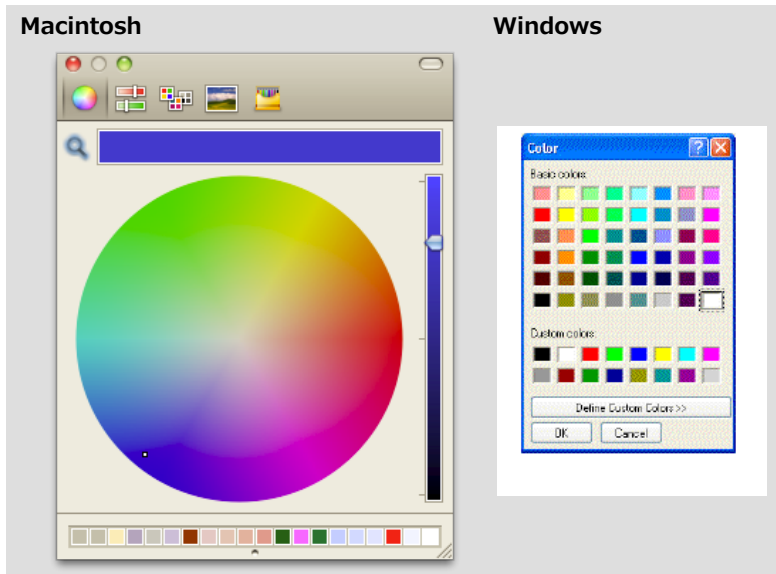 Macintosh
Windows
Color
Basic colors:
Custom colors:
Define Custom Colors >>
OK
Cancel